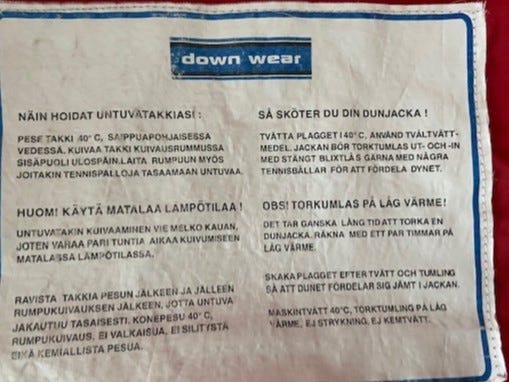 down wear
NÄIN HOIDAT UNTUVATAKKIASI :
PESE TAKKI 40°C, SAIPPUAPOHJAISESSA
VEDESSÄ. KUIVAA TAKKI KUIVAUSRUMMUSSA
SISÄPUOLI ULOSPÄIN.LAITA RUMPUUN MYÖS
JOITAKIN TENNISPALLOJA TASAAMAAN UNTUVAA.
HUOM! KÄYTÄ MATALAA LÄMPÖTILAA !
UNTUVATAKIN KUIVAAMINEN VIE MELKO KAUAN,
JOTEN VARAA PARI TUNTIA AIKAA KUIVUMISEEN
MATALASSA LÄMPÖTILASSA.
RAVISTA TAKKIA PESUN JÄLKEEN JA JÄLLEEN
RUMPUKUIVAUKSEN JÄLKEEN, JOTTA UNTUVA
JAKAUTUU TASAISESTI. KONEPESU 40°C,
RUMPUKUIVAUS, EI VALKAISUA, EI SILITYSTÄ
EIKÄ KEMIALLISTA PESUA.
SÅ SKÖTER DU DIN DUNJACKA !
TVÄTTA PLAGGET I 40°C, ANVÄND TVÅLTVÄTT-
MEDEL. JACKAN BÖR TORKTUMLAS UT- OCH -IN
MED STÄNGT BLIXTLÅS GÄRNA MED NÅGRA
TENNISBÄLLAR FÖR ATT FÖRDELA DYNET.
OBS! TORKUMLAS PÅ LÅG VÄRME!
DET TAR GANSKA LÅNG TID ATT TORKA EN
DUNJACKA. RÄKNA MED ETT PAR TIMMAR PÅ
LÅG VÄRME.
SKAKA PLAGGET EFTER TVÄTT OCH TUMLING
SÅ ATT DUNET FÖRDELAR SIG JÄMT I JACKAN.
MASKINTVÄTT 40°C, TORKTUMLING PÅ LÅG
VÄRME, EJ STRYKNING, EJ KEMTVÄTT.